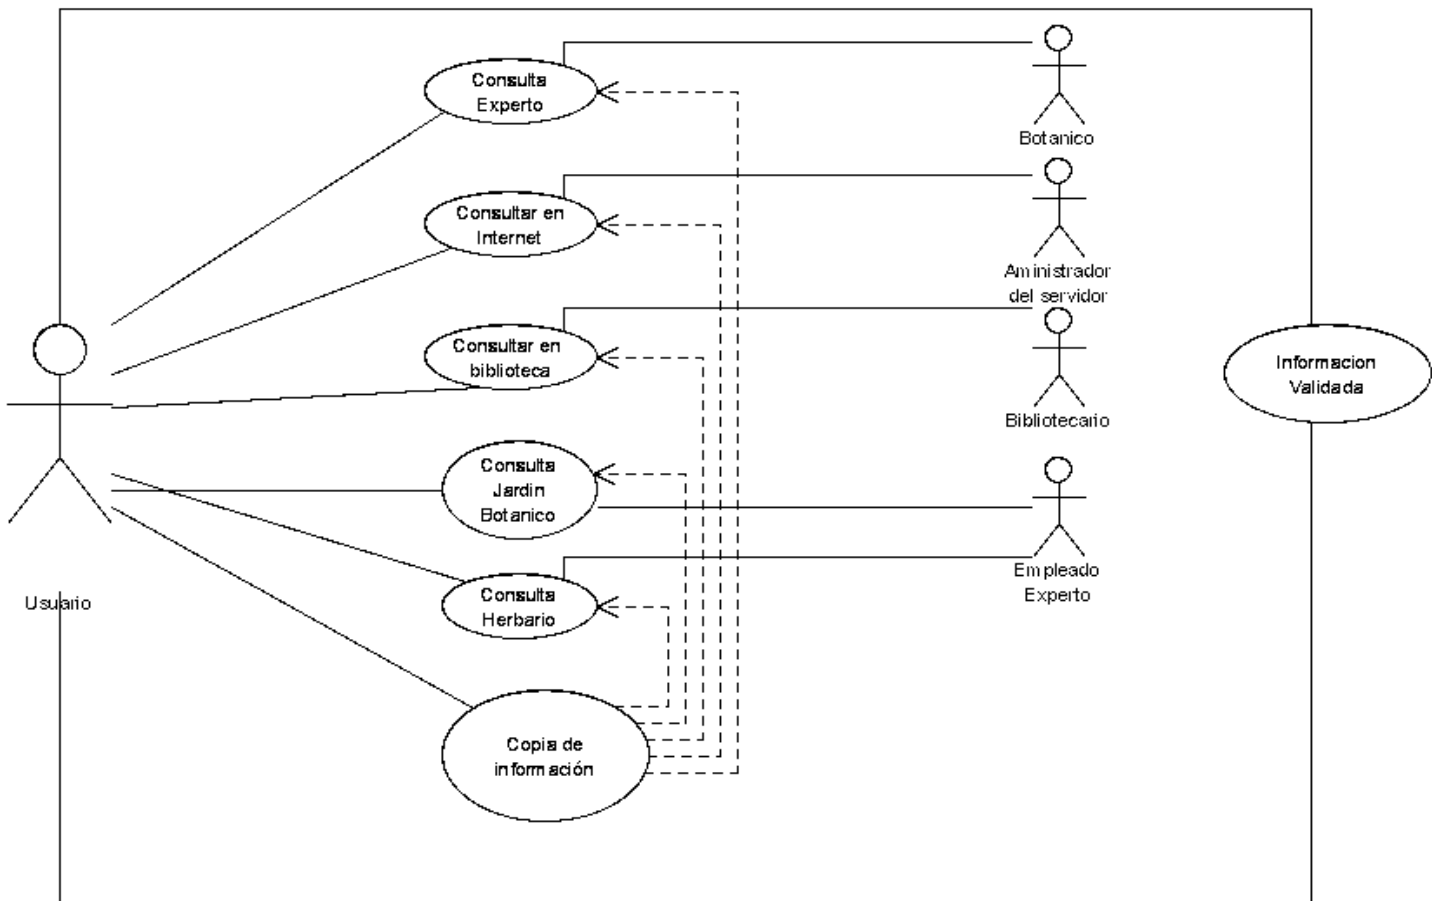 Consulta
Experto
Botanico
Consultar en
Internet
Aministrador
del servidor
Consultar en
biblioteca
Bibliotecario
Informacion
Validada
Consulta
Jardin
Botanico
Empleado
Experto
Usuario
Consulta
Herbario
Copia de
información